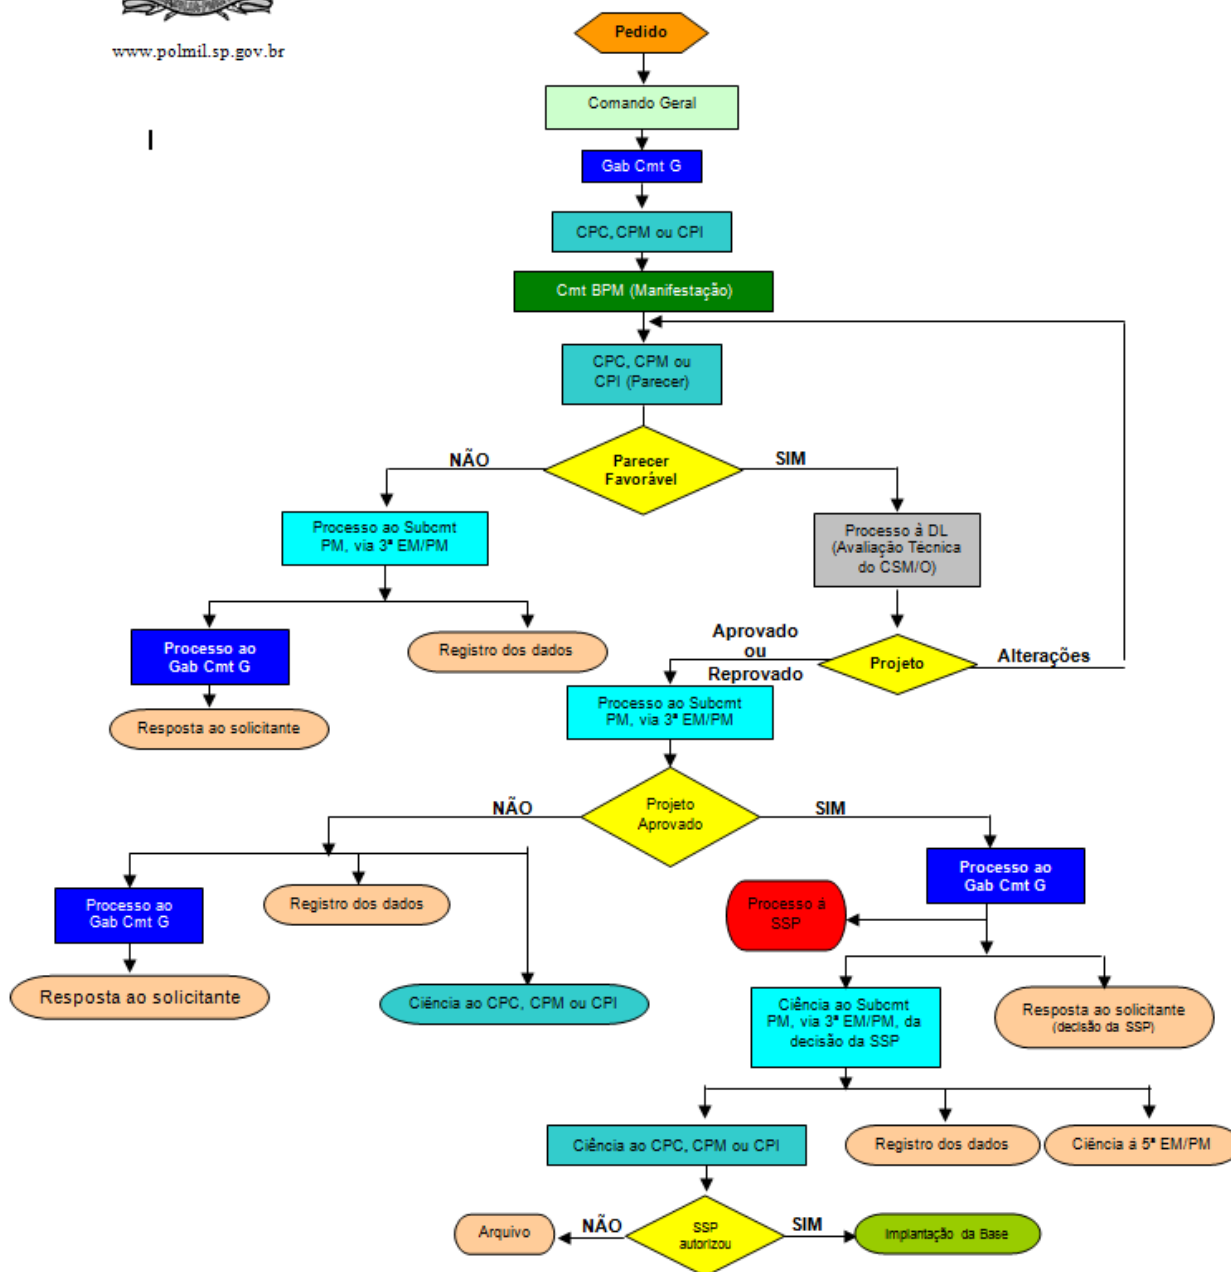 www.polmil.sp.gov.br
Pedido
Comando Geral
Gab Cmt G
CPC, CPM ou CPI
Cmt BPM (Manifestação)
CPC, CPM ou
CPI (Parecer)
NÃO
Parecer
Favorável
SIM
Processo ao Subcmt
PM, via 3ª EM/PM
Processo à DL
(Avaliação Técnica
do CSM/O)
Processo ao
Gab Cmt G
Registro dos dados
Aprovado
ou
Reprovado
Projeto
Alterações
Resposta ao solicitante
Processo ao Subcmt
PM, via 3ª EM/PM
NÃO
Projeto
Aprovado
SIM
Processo ao
Gab Cmt G
Registro dos dados
Processo á
SSP
Processo ao
Gab Cmt G
Resposta ao solicitante
Ciência ao CPC, CPM ou CPI
Ciência ao Subcmt
PM, via 3ª EM/PM, da
decisão da SSP
Resposta ao solicitante
(decisão da SSP)
Ciência ao CPC, CPM ou CPI
Registro dos dados
Ciência á 5ª EM/PM
Arquivo
NÃO
SSP
autorizou
SIM
Implantação da Base